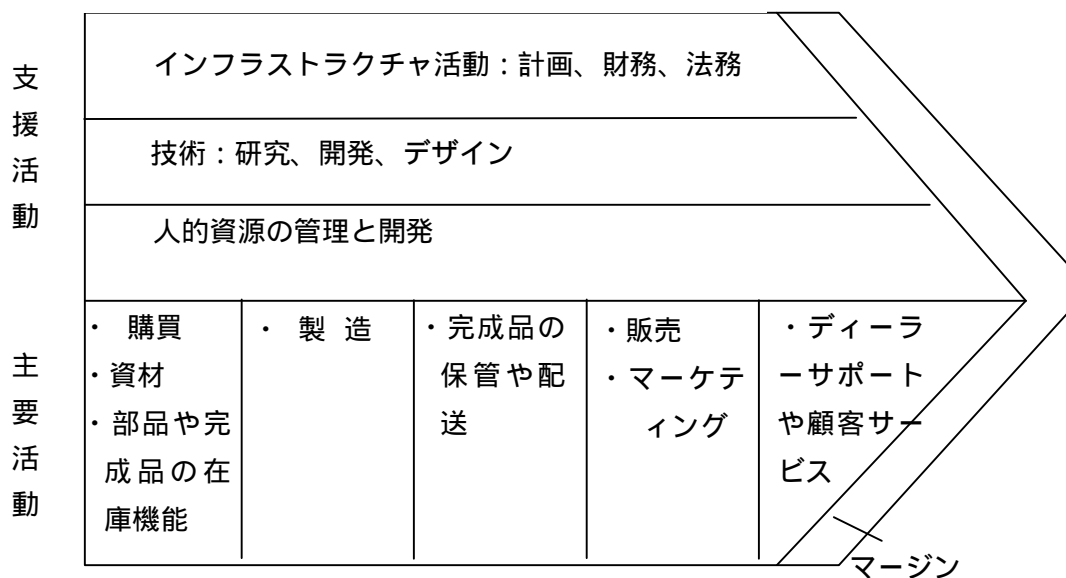 支援活動
インフラストラクチャ活動：計画、財務、法務
技術：研究、開発、デザイン
人的資源の管理と開発
主要活動
・ 購買
・資材
・部品や完
成品の在
庫機能
・ 製 造
・完成品の
保管や配
送
・販売
・マーケテ
ィング
・ディーラ
ーサポート
や顧客サー
ビス
マージン